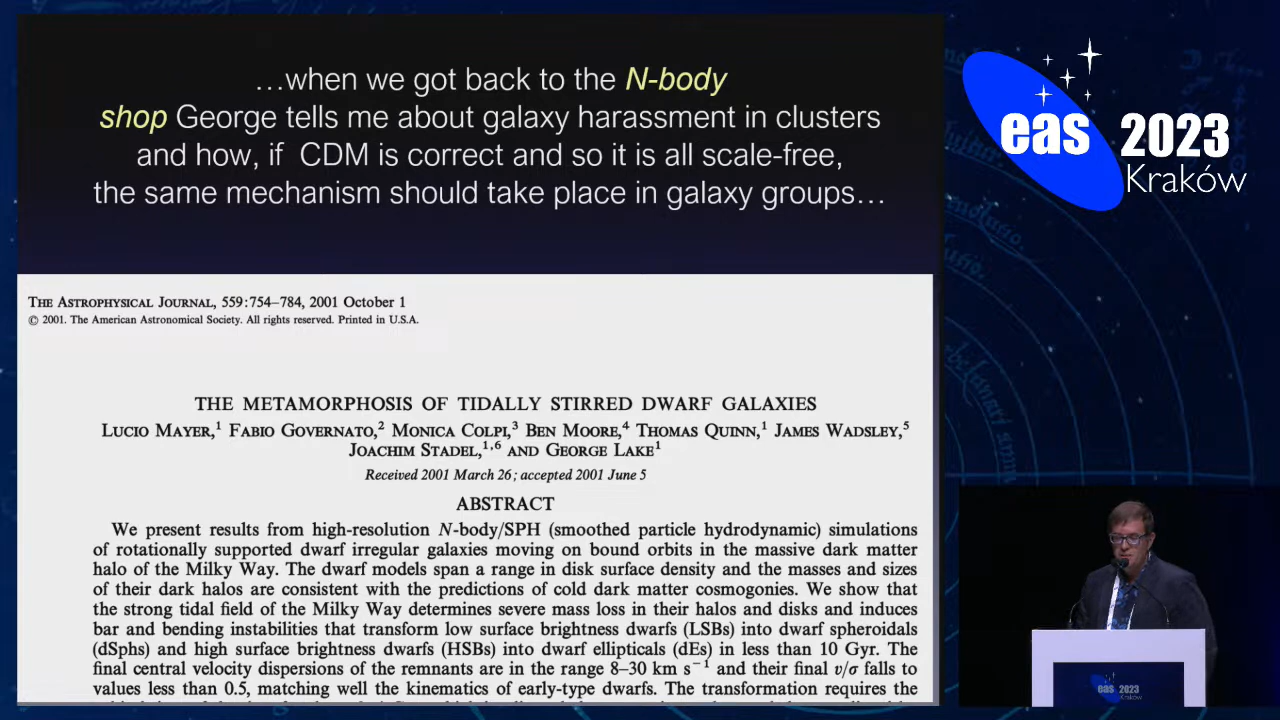 …when we got back to the N-body
shop George tells me about galaxy harassment in clusters
and how, if CDM is correct and so it is all scale-free,
the same mechanism should take place in galaxy groups…
THE ASTROPHYSICAL JOURNAL, 559:754–784, 2001 October 1
© 2001. The American Astronomical Society. All rights reserved. Printed in U.S.A.
THE METAMORPHOSIS OF TIDALLY STIRRED DWARF GALAXIES
LUCIO MAYER,1 FABIO GOVERNATO,2 MONICA COLPI,3 BEN MOORE,4 THOMAS QUINN,1 JAMES WADSLEY,5
JOACHIM STADEL,1,6 AND GEORGE LAKE1
Received 2001 March 26; accepted 2001 June 5
ABSTRACT
We present results from high-resolution N-body/SPH (smoothed particle hydrodynamic) simulations
of rotationally supported dwarf irregular galaxies moving on bound orbits in the massive dark matter
halo of the Milky Way. The dwarf models span a range in disk surface density and the masses and sizes
of their dark halos are consistent with the predictions of cold dark matter cosmogonies. We show that
the strong tidal field of the Milky Way determines severe mass loss in their halos and disks and induces
bar and bending instabilities that transform low surface brightness dwarfs (LSBs) into dwarf spheroidals
(dSphs) and high surface brightness dwarfs (HSBs) into dwarf ellipticals (dEs) in less than 10 Gyr. The
final central velocity dispersions of the remnants are in the range 8–30 km s−1 and their final v/σ falls to
values less than 0.5, matching well the kinematics of early-type dwarfs. The transformation requires the
eas 2023
Kraków
eas 2023